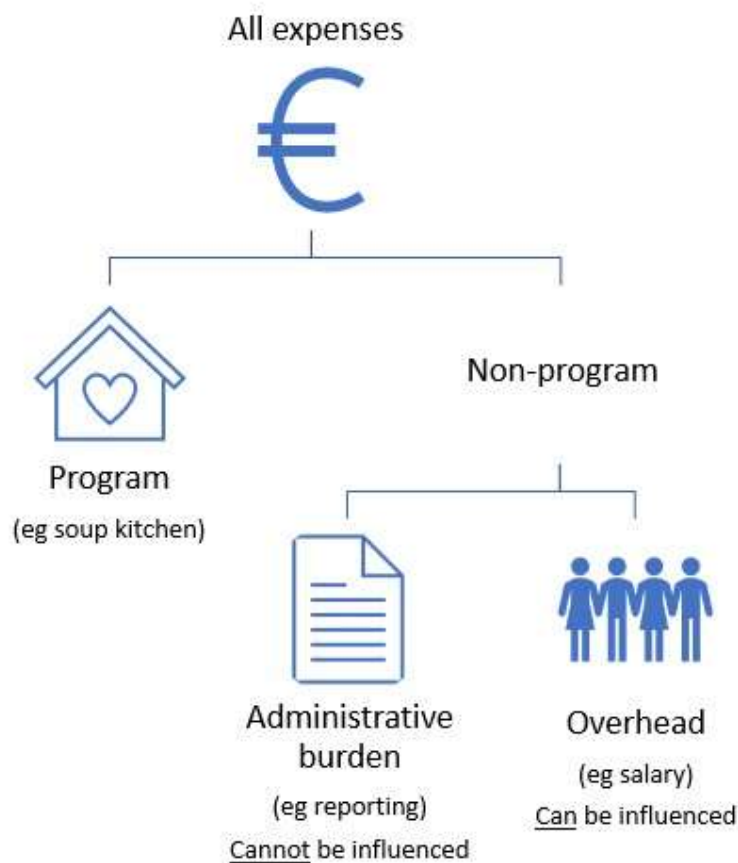 All expenses
Non-program
Program
(eg soup kitchen)
Administrative
burden
(eg reporting)
Cannot be influenced
Overhead
(eg salary)
Can be influenced